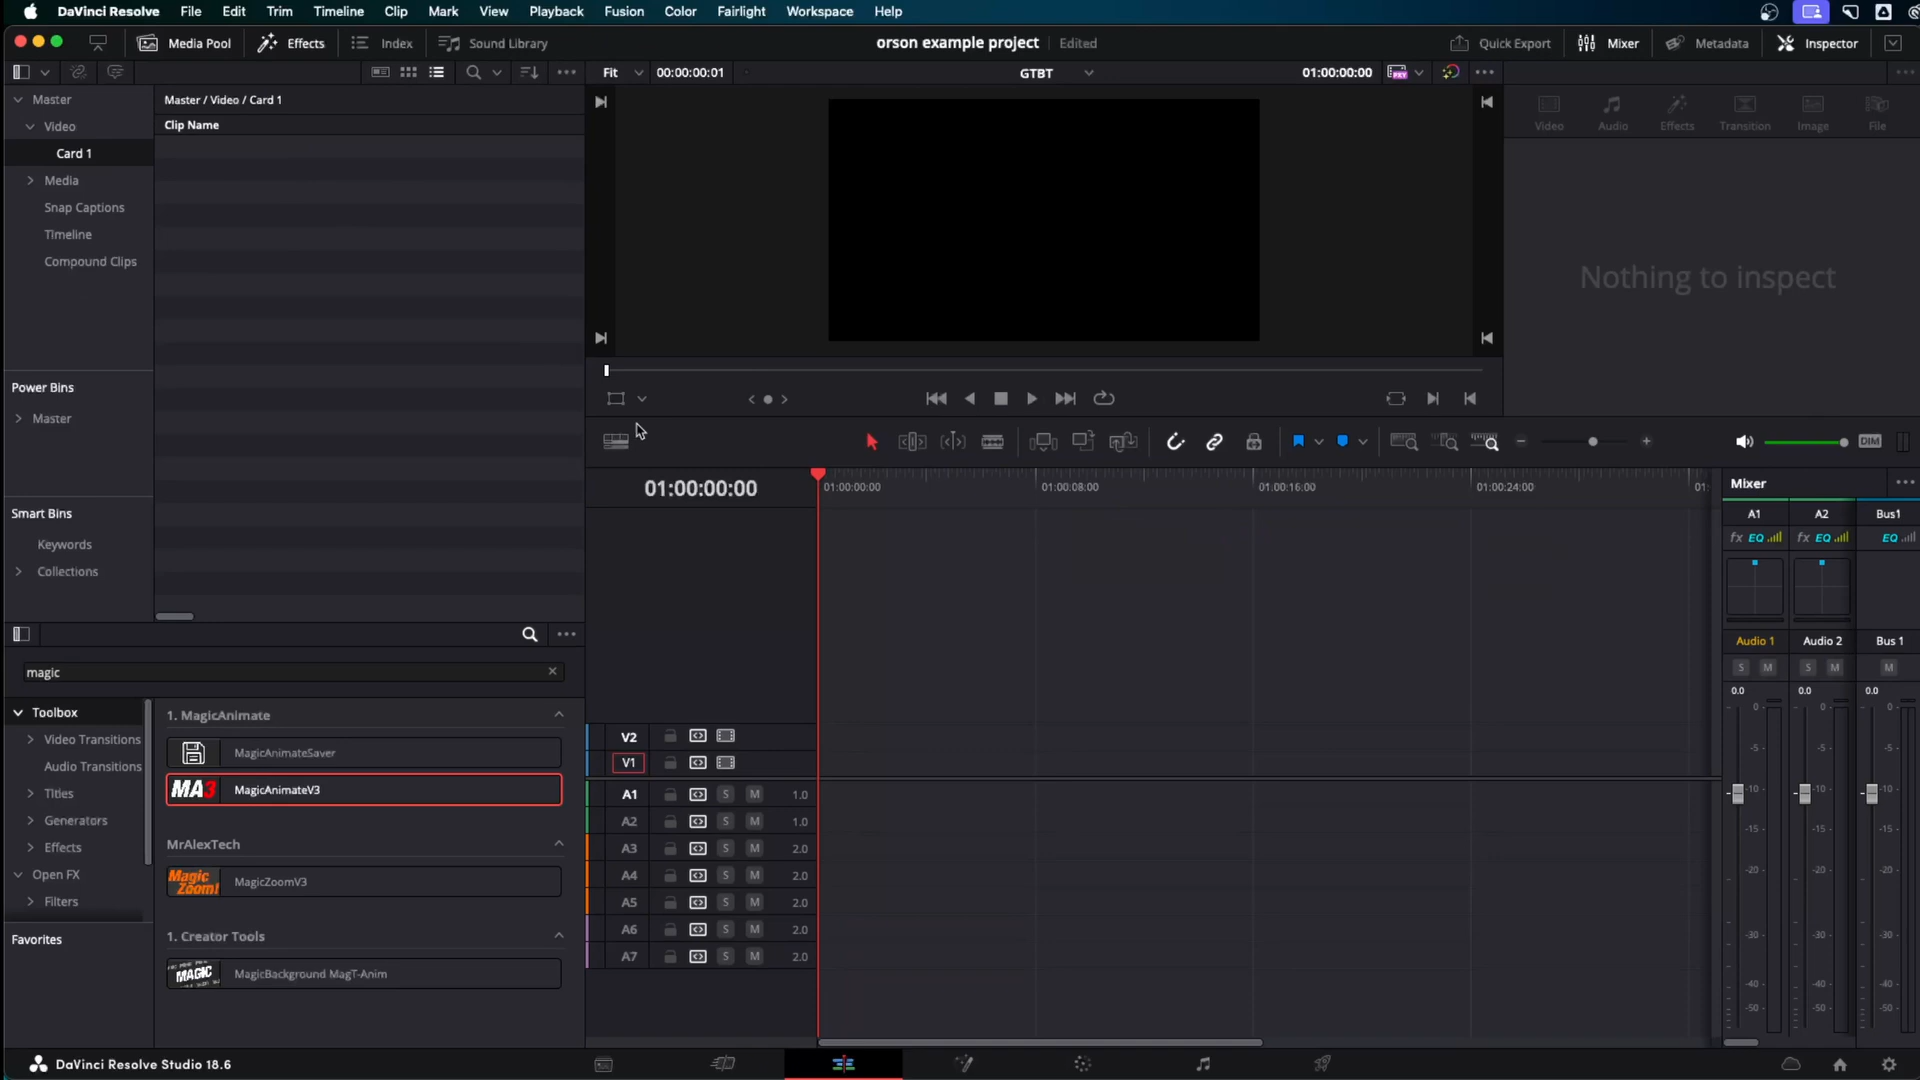 DaVinci Resolve File Edit Trim Timeline Clip Mark View Playback Fusion Color Fairlight Workspace Help
Media Pool Effects Index Sound Library orson example project Edited Quick Export Mixer Metadata Inspector
Fit 00:00:00:01 GTBT 01:00:00:00
Master
Video
Card 1
Media
Snap Captions
Timeline
Compound Clips
Master / Video / Card 1
Clip Name
Video Audio Effects Transition Image File
Nothing to inspect
Power Bins
Master
Smart Bins
Keywords
Collections
DIM
01:00:00:00
01:00:00:00 01:00:08:00 01:00:16:00 01:00:24:00 01:
Mixer
A1 A2 Bus1
fx EQ fx EQ EQ
Audio 1 Audio 2 Bus 1
S M S M M
0.0 0.0 0.0
0 0 0
-5 -5 -5
-10 -10 -10
-15 -15 -15
-20 -20 -20
-30 -30 -30
-40 -40 -40
-50 -50 -50
magic
Toolbox
Video Transitions
Audio Transitions
Titles
Generators
Effects
Open FX
Filters
Favorites
1. MagicAnimate
MagicAnimateSaver
MA3 MagicAnimateV3
MrAlexTech
Magic Zoom! MagicZoomV3
1. Creator Tools
MAGIC MagicBackground MagT-Anim
V2
V1
A1 S M 1.0
A2 S M 1.0
A3 S M 2.0
A4 S M 2.0
A5 S M 2.0
A6 S M 2.0
A7 S M 2.0
DaVinci Resolve Studio 18.6